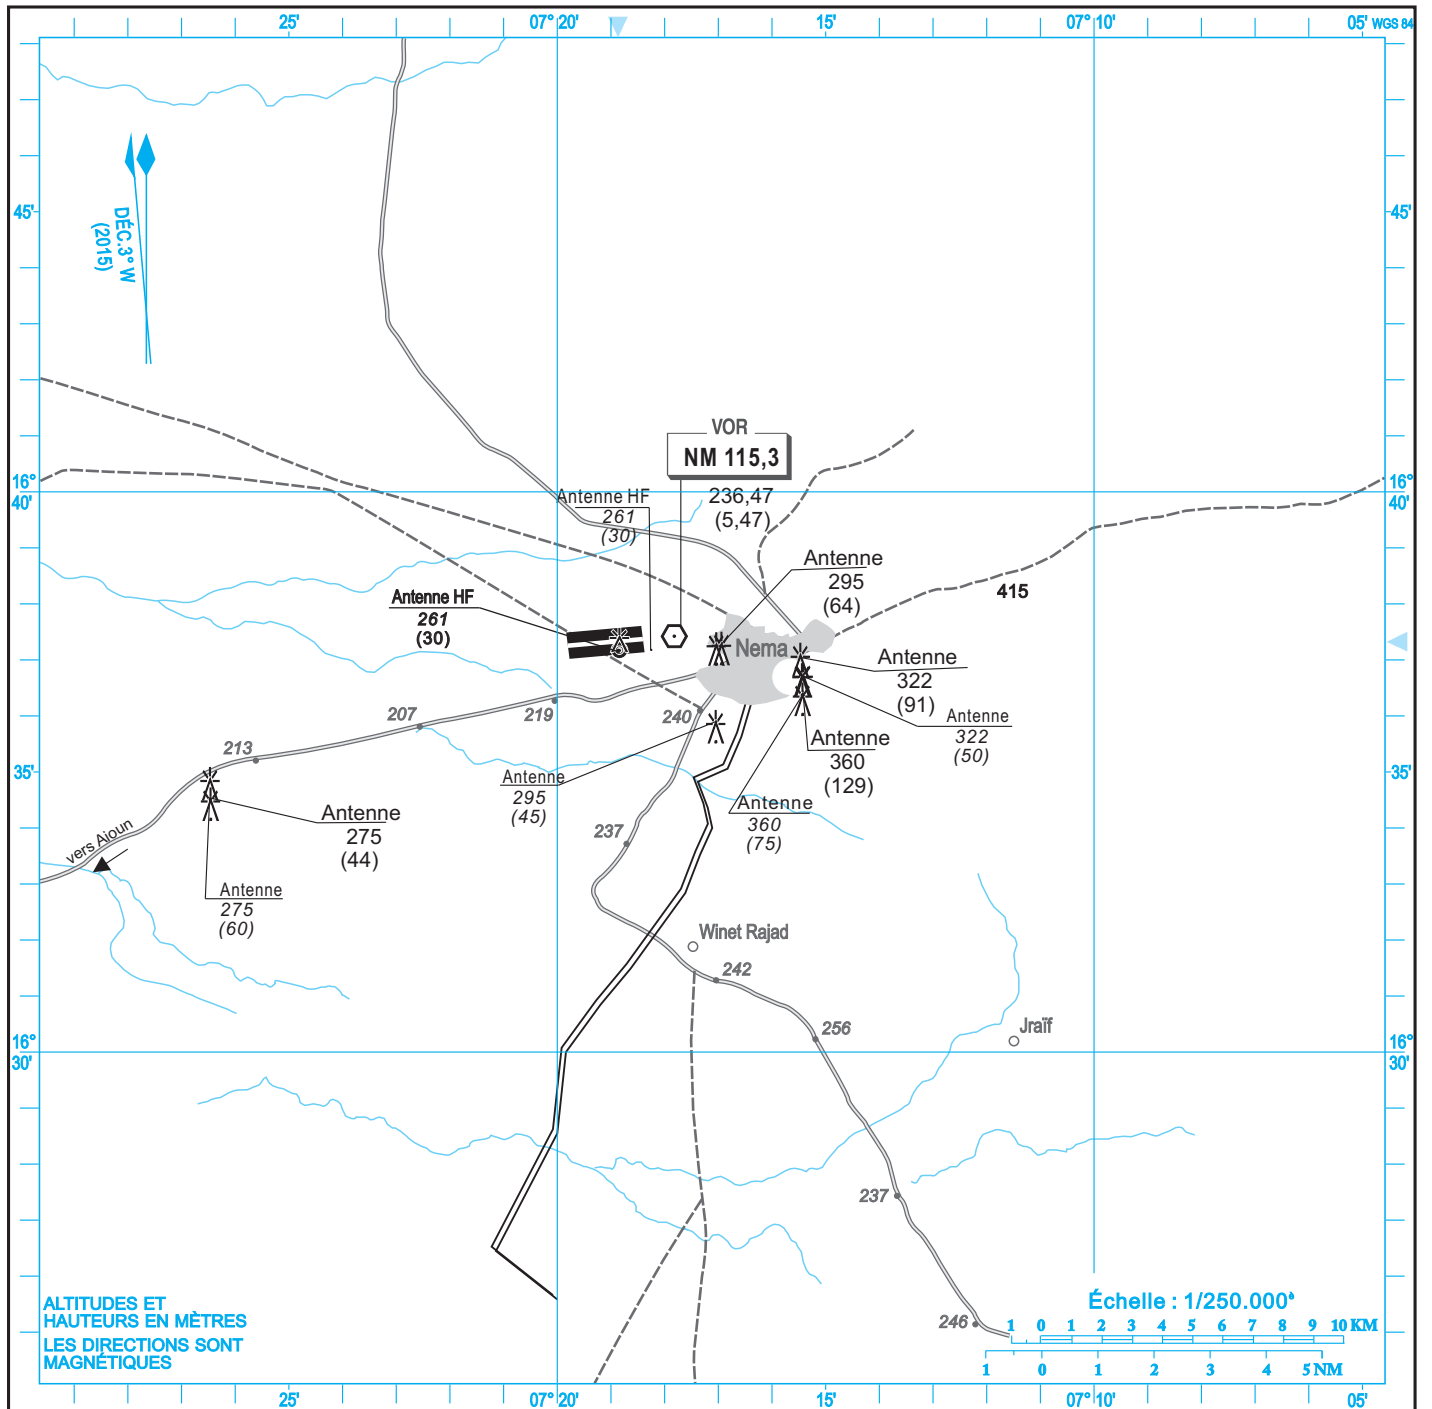 25'
07° 20'
15'
07° 10'
05'
WGS 84
DÉC.3° W
(2015)
45'
45'
VOR
NM 115,3
236,47
(5,47)
16°
40'
16°
40'
Antenne HF
261
(30)
Antenne
295
(64)
415
Antenne HF
261
(30)
Nema
Antenne
322
(91)
Antenne
322
(50)
207
219
240
213
Antenne
360
(129)
35'
35'
Antenne
295
(45)
Antenne
360
(75)
Antenne
275
(44)
237
vers Aioun
Antenne
275
(60)
Winet Rajad
242
256
Jraïf
16°
30'
16°
30'
237
246
ALTITUDES ET
HAUTEURS EN MÈTRES
LES DIRECTIONS SONT
MAGNÉTIQUES
Échelle : 1/250.000è
1 0 1 2 3 4 5 6 7 8 9 10 KM
1 0 1 2 3 4 5 NM
25'
07° 20'
15'
07° 10'
05'